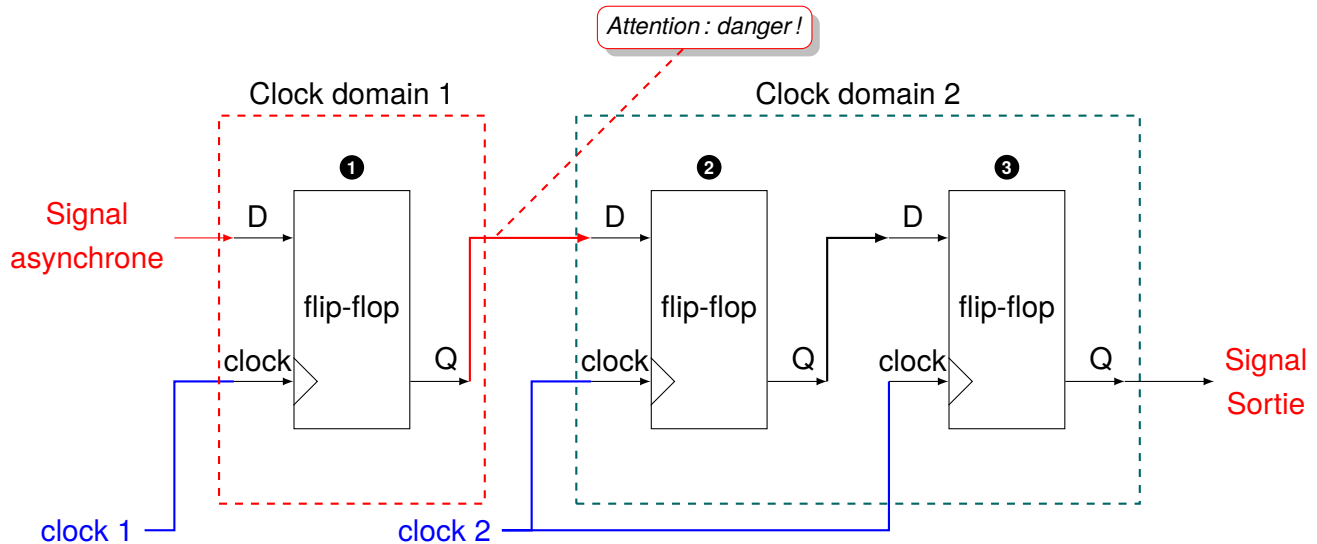 Attention : danger !
Clock domain 1
Clock domain 2
1
2
3
Signal
asynchrone
D
D
D
flip-flop
flip-flop
flip-flop
clock
Q
clock
Q
clock
Q
Signal
Sortie
clock 1
clock 2